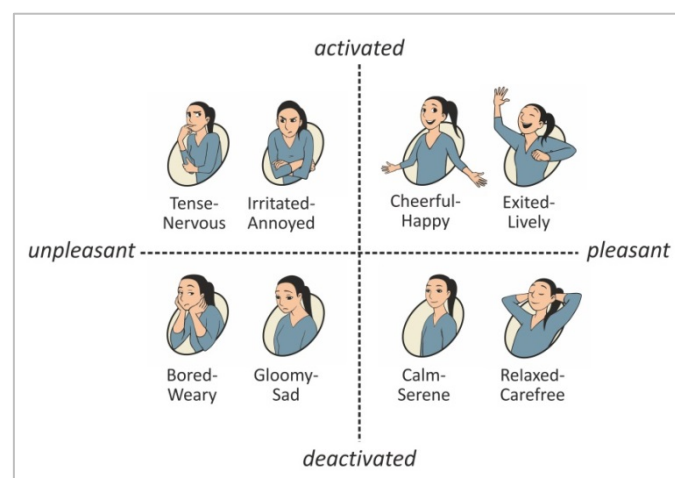 activated
Tense-
Nervous
Irritated-
Annoyed
Cheerful-
Happy
Exited-
Lively
unpleasant
pleasant
Bored-
Weary
Gloomy-
Sad
Calm-
Serene
Relaxed-
Carefree
deactivated